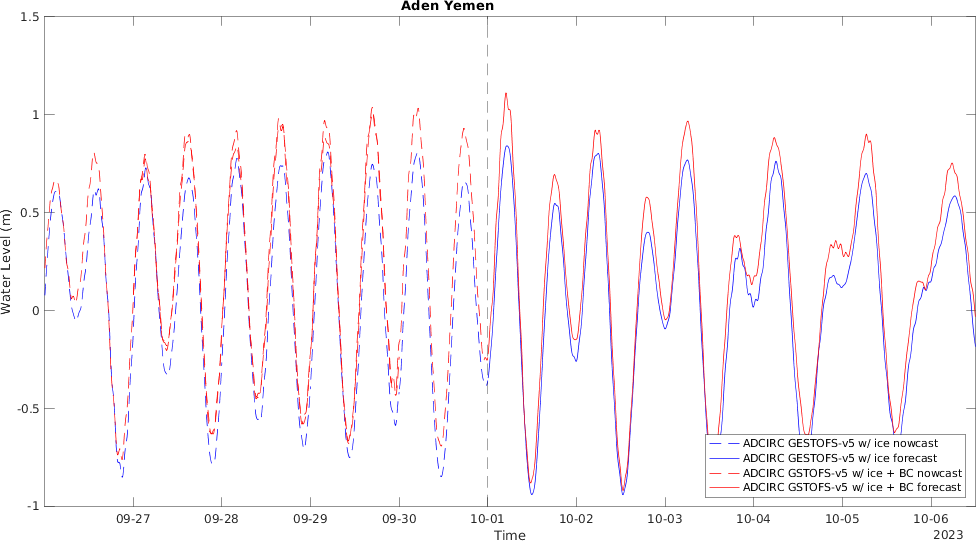 Aden Yemen
Water Level (m)
1.5
1
0.5
0
-0.5
-1
09-27
09-28
09-29
09-30
10-01
10-02
10-03
10-04
10-05
10-06
Time
2023
ADCIRC GESTOFS-v5 w/ ice nowcast
ADCIRC GESTOFS-v5 w/ ice forecast
ADCIRC GSTOFS-v5 w/ ice + BC nowcast
ADCIRC GSTOFS-v5 w/ ice + BC forecast